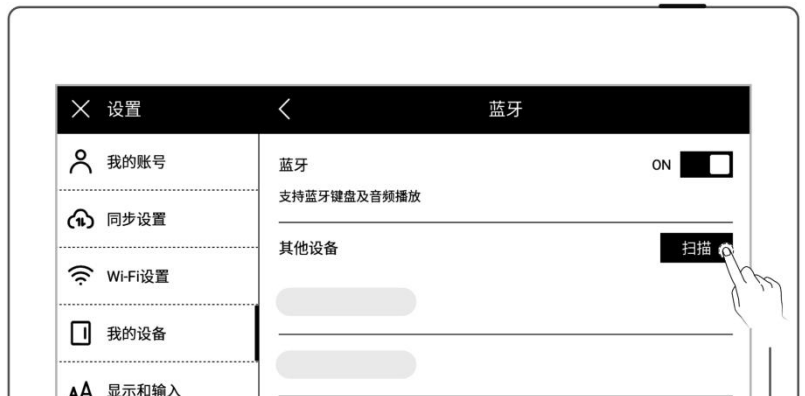 设置
蓝牙
我的账号
同步设置
Wi-Fi设置
我的设备
显示和输入
蓝牙
ON
支持蓝牙键盘及音频播放
其他设备
扫描